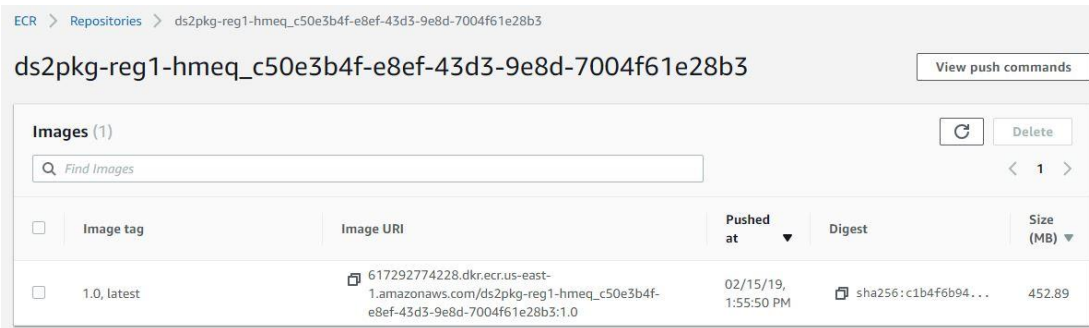 ECR > Repositories > ds2pkg-reg1-hmeq_c50e3b4f-e8ef-43d3-9e8d-7004f61e28b3
ds2pkg-reg1-hmeq_c50e3b4f-e8ef-43d3-9e8d-7004f61e28b3
View push commands
Images (1)
Delete
Find Images
< 1 >
Image tag
Image URI
Pushed
at
Digest
Size
(MB)
1.0, latest
617292774228.dkr.ecr.us-east-
1.amazonaws.com/ds2pkg-reg1-hmeq_c50e3b4f-
e8ef-43d3-9e8d-7004f61e28b3:1.0
02/15/19,
1:55:50 PM
sha256:c1b4f6b94...
452.89